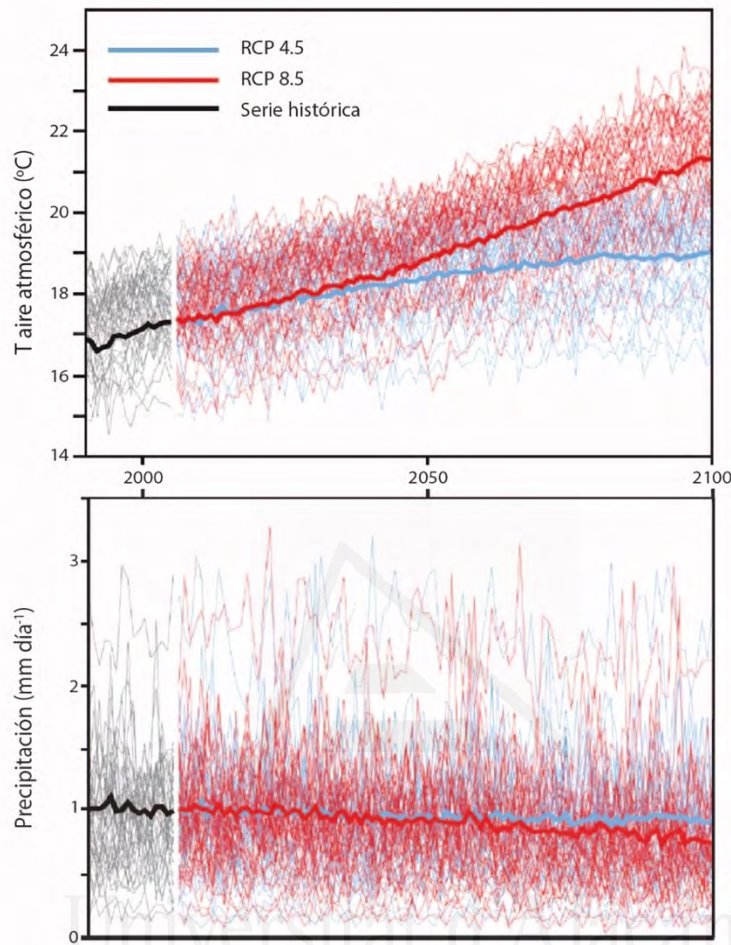 24
22
20
18
16
14
T aire atmosférico (ºC)
RCP 4.5
RCP 8.5
Serie histórica
2000
2050
2100
3
2
1
0
Precipitación (mm día⁻¹)